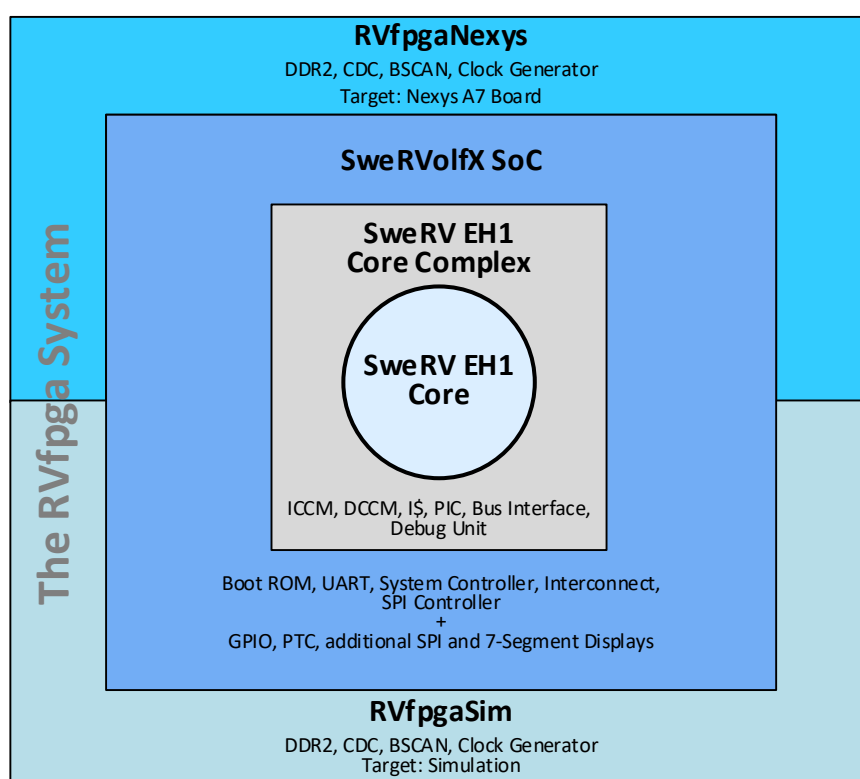 RVfpgaNexys
DDR2, CDC, BSCAN, Clock Generator
Target: Nexys A7 Board
SweRVolfX SoC
SweRV EH1
Core Complex
SweRV EH1
Core
ICCM, DCCM, I$, PIC, Bus Interface,
Debug Unit
Boot ROM, UART, System Controller, Interconnect,
SPI Controller
+
GPIO, PTC, additional SPI and 7-Segment Displays
RVfpgaSim
DDR2, CDC, BSCAN, Clock Generator
Target: Simulation
The RVfpga System